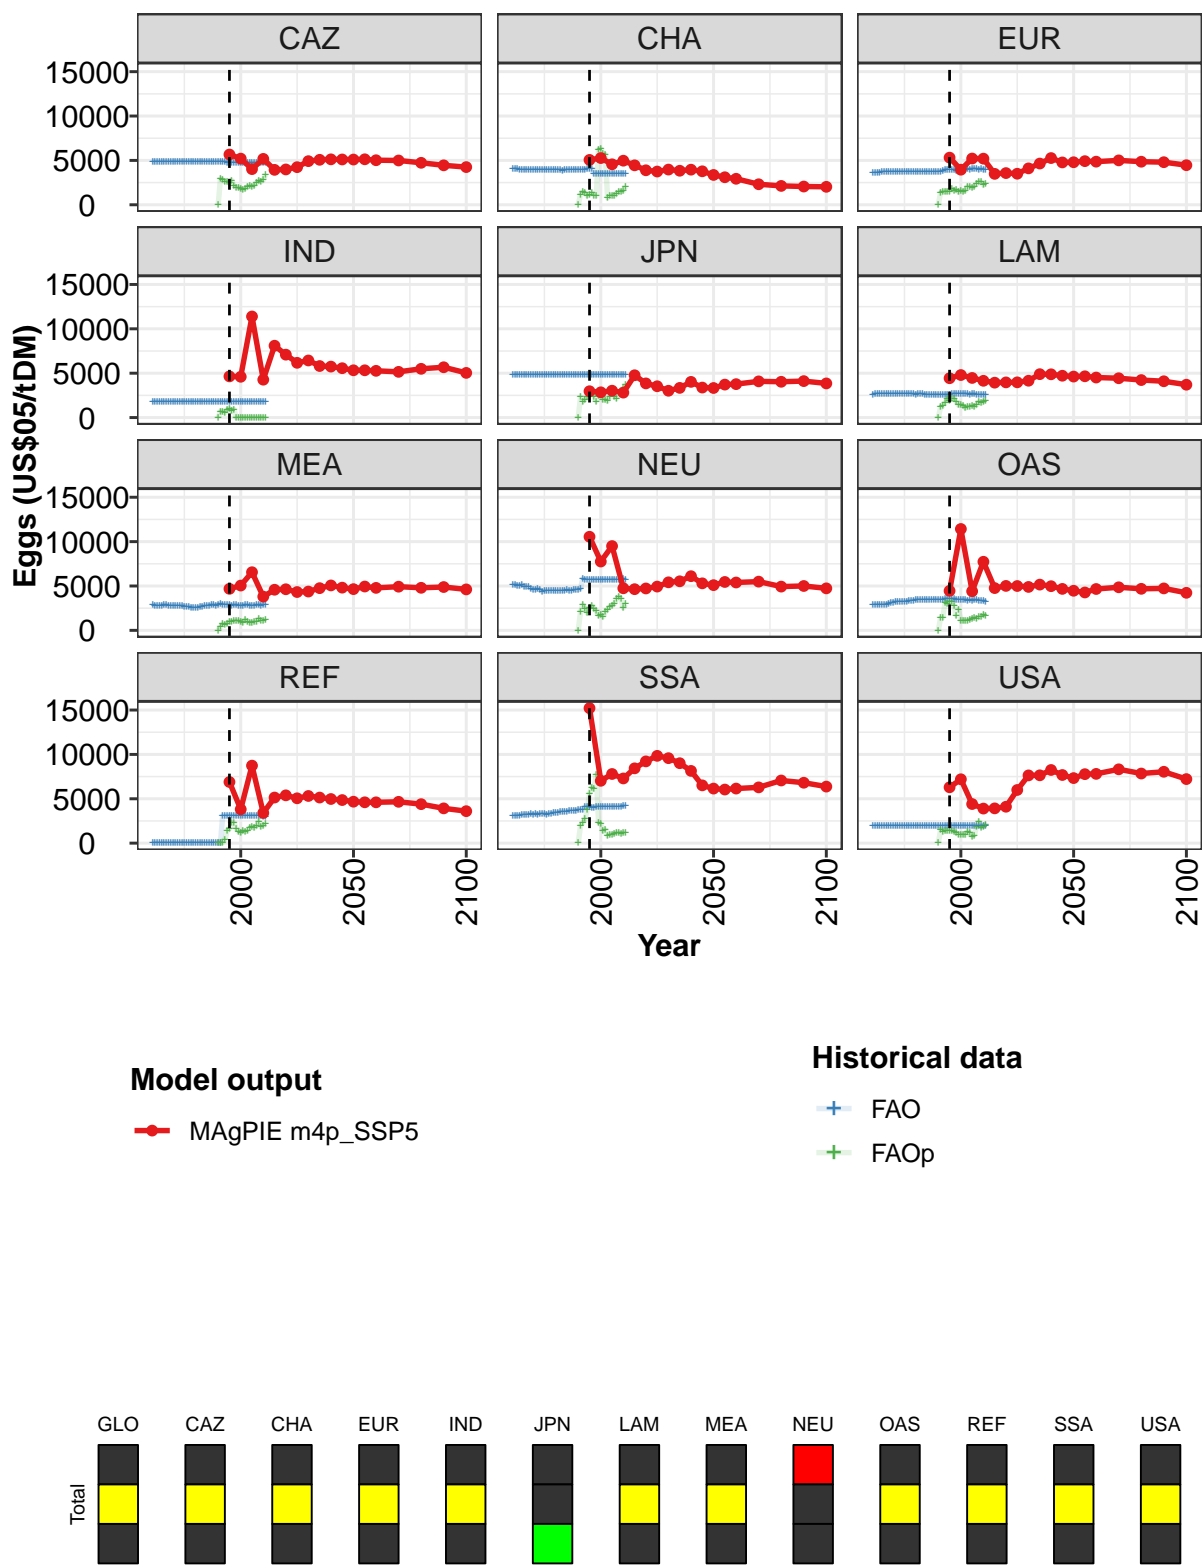 CAZ CHA EUR
15000
10000
5000
0
IND JPN LAM
15000
10000
5000
0
MEA NEU OAS
15000
10000
5000
0
REF SSA USA
15000
10000
5000
0
Eggs (US$05/tDM)
2000 2050 2100 2000 2050 2100 2000 2050 2100
Year
Model output
MAgPIE m4p_SSP5
Historical data
FAO
FAOp
GLO CAZ CHA EUR IND JPN LAM MEA NEU OAS REF SSA USA
Total